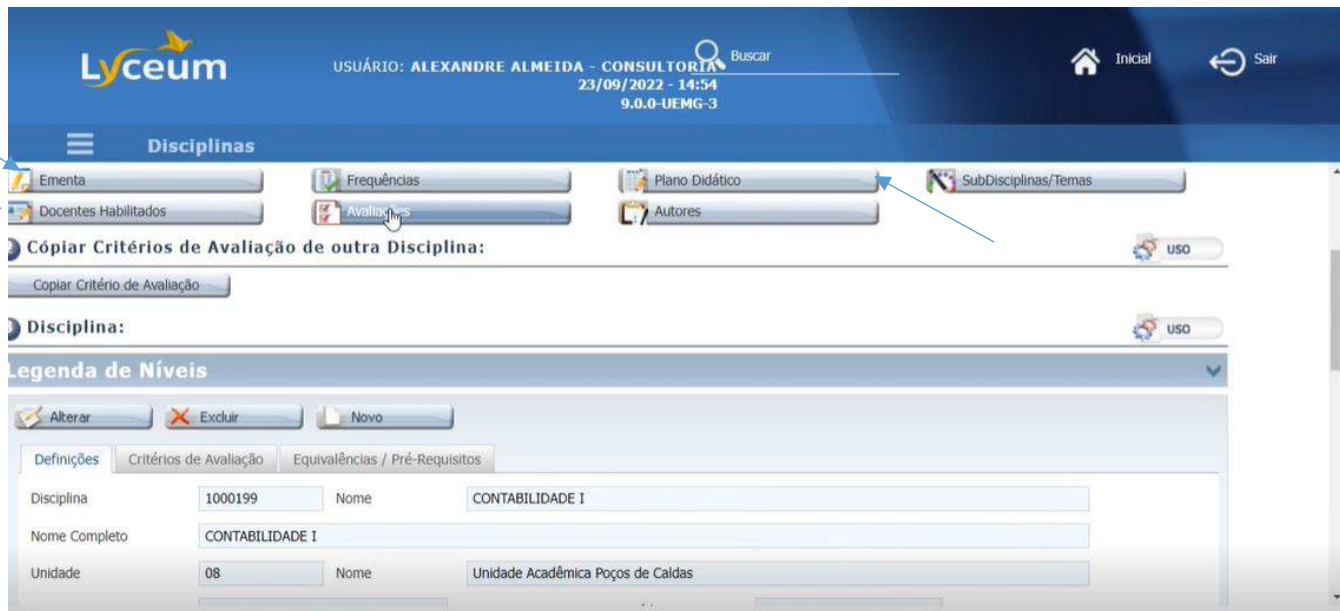 Lyceum
USUÁRIO: ALEXANDRE ALMEIDA - CONSULTORIA
23/09/2022 - 14:54
9.0.0-UEMG-3
Buscar
Inicial
Sair
Disciplinas
Ementa
Frequências
Plano Didático
SubDisciplinas/Temas
Docentes Habilitados
Avaliações
Autores
Cópiar Critérios de Avaliação de outra Disciplina:
USO
Copiar Critério de Avaliação
Disciplina:
USO
Legenda de Níveis
Alterar
Excluir
Novo
Definições
Critérios de Avaliação
Equivalências / Pré-Requisitos
Disciplina 1000199 Nome CONTABILIDADE I
Nome Completo CONTABILIDADE I
Unidade 08 Nome Unidade Acadêmica Poços de Caldas